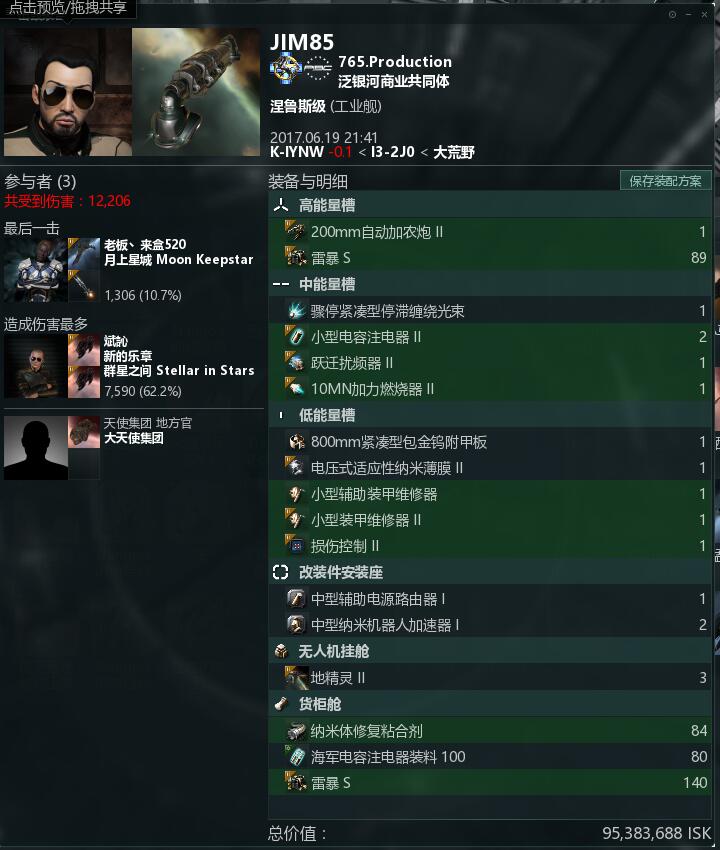 点击预览/拖拽共享
JIM85
765.Production
泛银河商业共同体
涅鲁斯级 (工业舰)
2017.06.19 21:41
K-IYNW -0.1 < I3-2J0 < 大荒野
参与者 (3)
共受到伤害：12,206
最后一击
老板、来盒520
月上星城 Moon Keepstar
1,306 (10.7%)
造成伤害最多
斌訫
新的乐章
群星之间 Stellar in Stars
7,590 (62.2%)
天使集团 地方官
大天使集团
装备与明细
保存装配方案
高能量槽
200mm自动加农炮 II 1
雷暴 S 89
中能量槽
骤停紧凑型停滞缠绕光束 1
小型电容注电器 II 2
跃迁扰频器 II 1
10MN加力燃烧器 II 1
低能量槽
800mm紧凑型包金钨附甲板 1
电压式适应性纳米薄膜 II 1
小型辅助装甲维修器 1
小型装甲维修器 II 1
损伤控制 II 1
改装件安装座
中型辅助电源路由器 I 1
中型纳米机器人加速器 I 2
无人机挂舱
地精灵 II 3
货柜舱
纳米体修复粘合剂 84
海军电容注电器装料 100 80
雷暴 S 140
总价值： 95,383,688 ISK